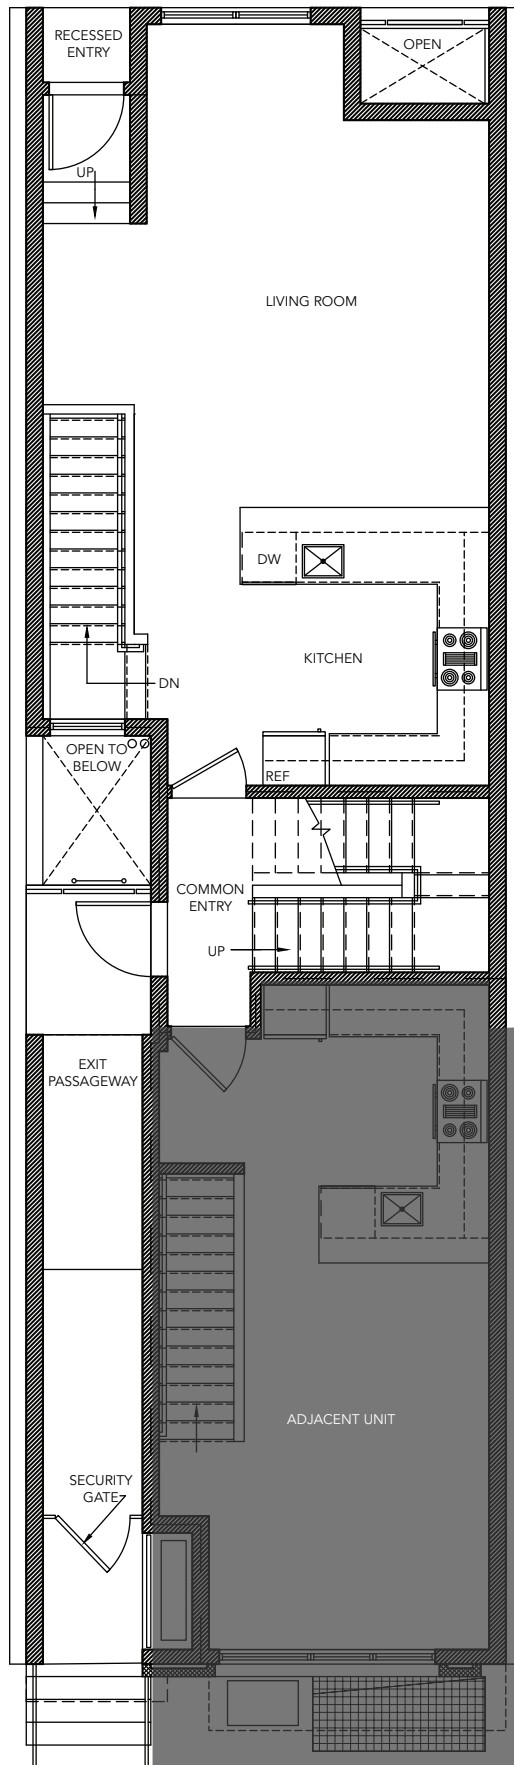 RECESSED
ENTRY
OPEN
UP
LIVING ROOM
DW
KITCHEN
DN
OPEN TO
BELOW
REF
COMMON
ENTRY
UP
EXIT
PASSAGEWAY
ADJACENT UNIT
SECURITY
GATE